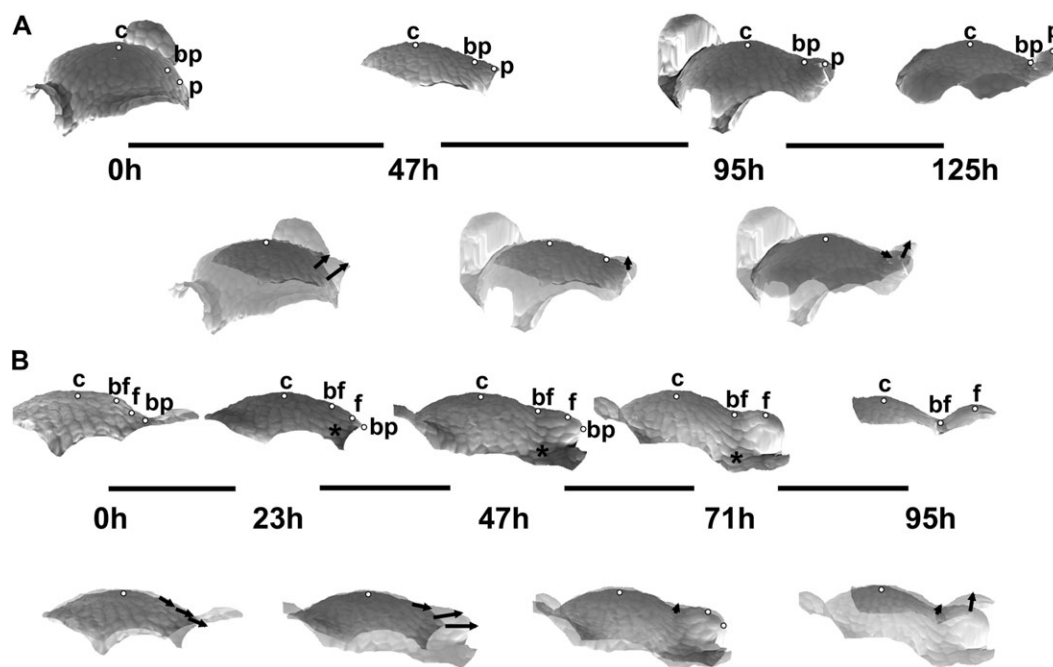 A
c bp p
c bp p
c bp p
c bp p
0h 47h 95h 125h
B
c bf f bp
c bf f bp *
c bf f bp *
c bf f *
c bf f
0h 23h 47h 71h 95h